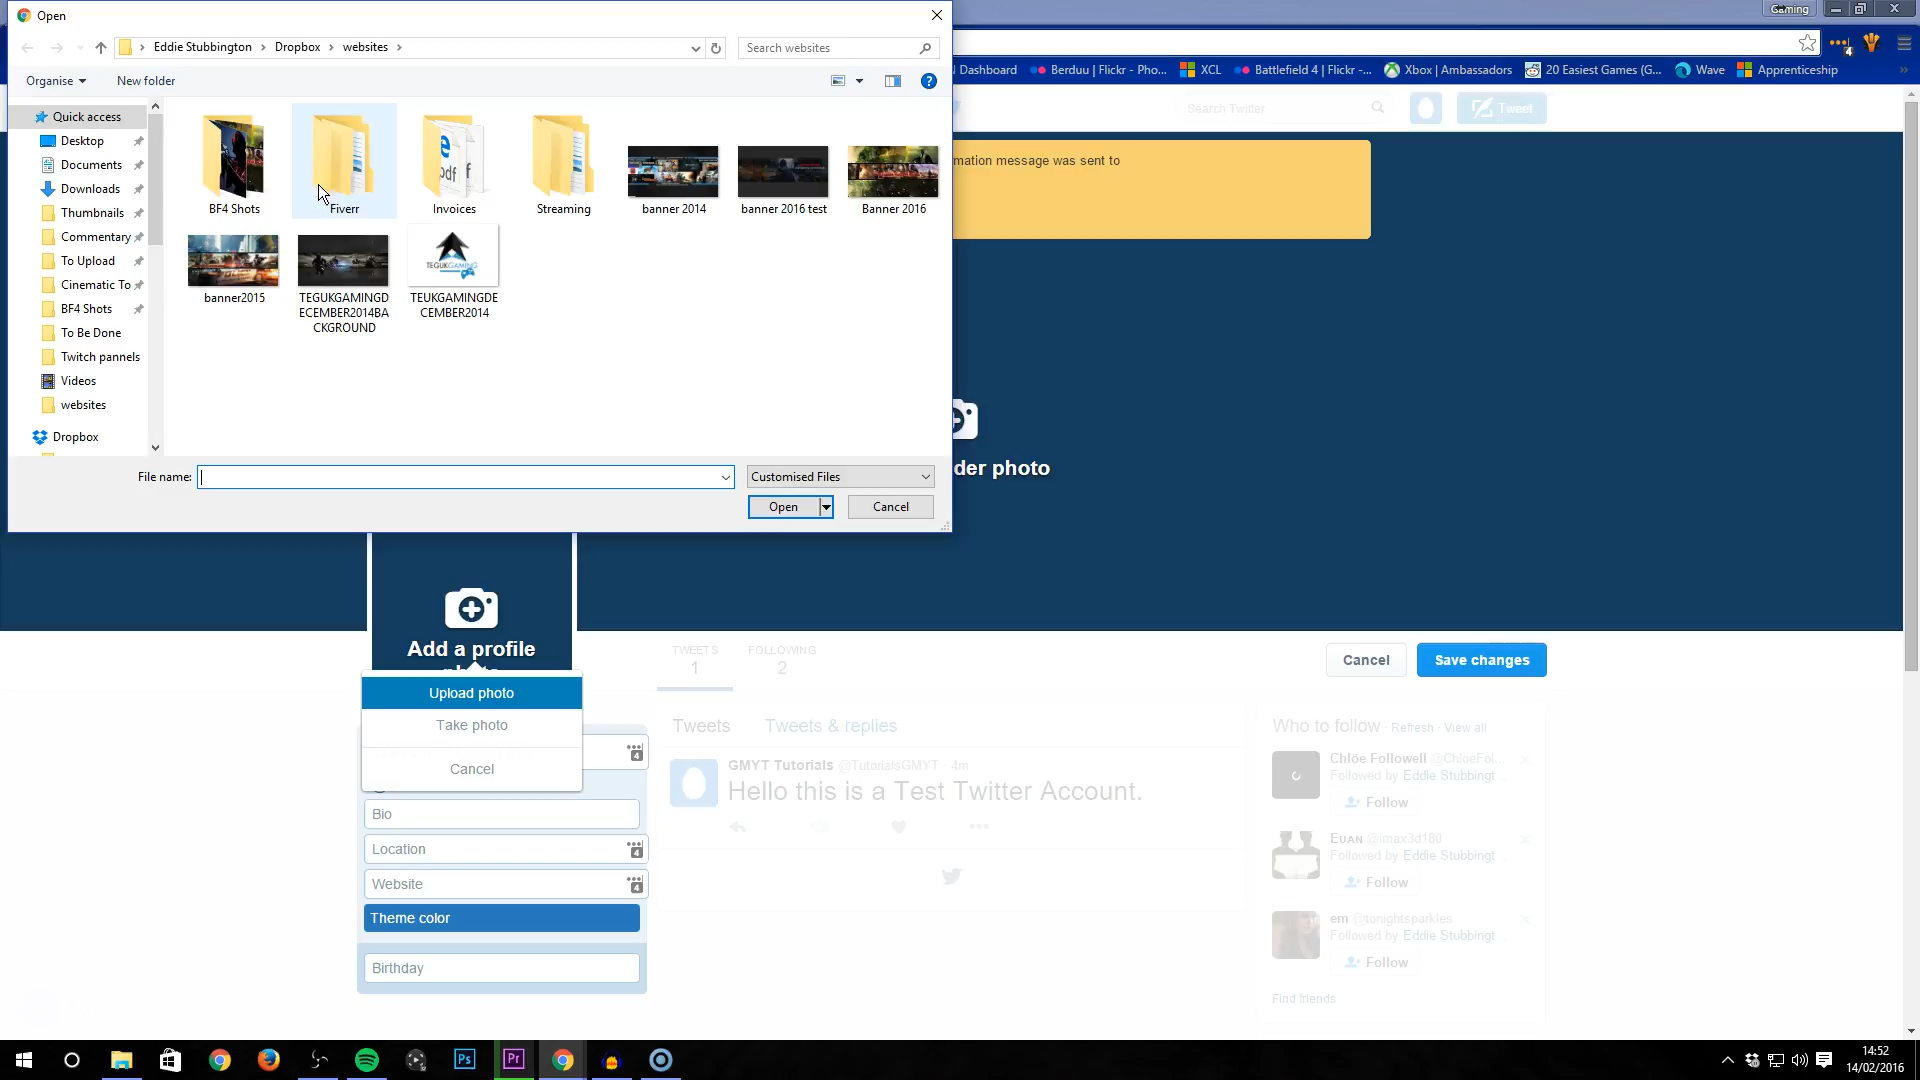 Open
Gaming
Eddie Stubbington
Dropbox
websites
Search websites
Organise
New folder
Dashboard
Berduu | Flickr - Pho...
XCL
Battlefield 4 | Flickr -...
Xbox | Ambassadors
20 Easiest Games (G...
Wave
Apprenticeship
Search Twitter
Tweet
Quick access
Desktop
Documents
Downloads
Thumbnails
Commentary
To Upload
Cinematic To
BF4 Shots
To Be Done
Twitch pannels
Videos
websites
Dropbox
BF4 Shots
Fiverr
Invoices
Streaming
banner 2014
banner 2016 test
Banner 2016
banner2015
TEGUKGAMINGD
ECEMBER2014BA
CKGROUND
TEGUKGAMING
TEUKGAMINGDE
CEMBER2014
mation message was sent to
File name:
Customised Files
Open
Cancel
der photo
Add a profile
Upload photo
Take photo
Cancel
Bio
Location
Website
Theme color
Birthday
TWEETS
1
FOLLOWING
2
Cancel
Save changes
Tweets
Tweets & replies
GMYT Tutorials @TutorialsGMYT · 4m
Hello this is a Test Twitter Account.
Who to follow · Refresh · View all
Chlöe Followell @ChloeFol...
Followed by Eddie Stubbingt...
Follow
Euan @imax3d180
Followed by Eddie Stubbingt...
Follow
em @tonightsparkles
Followed by Eddie Stubbingt...
Follow
Find friends
Ps
Pr
14:52
14/02/2016